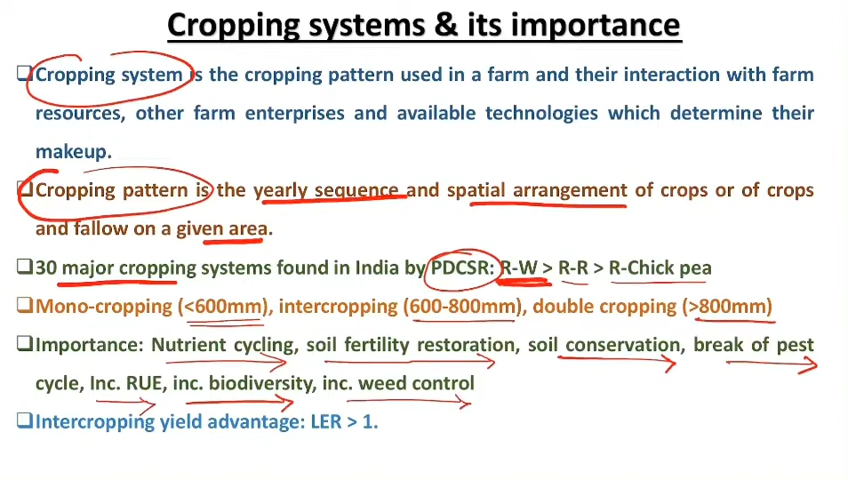 Cropping systems & its importance
❑Cropping system is the cropping pattern used in a farm and their interaction with farm
resources, other farm enterprises and available technologies which determine their
makeup.
❑Cropping pattern is the yearly sequence and spatial arrangement of crops or of crops
and fallow on a given area.
❑30 major cropping systems found in India by PDCSR: R-W > R-R > R-Chick pea
❑Mono-cropping (<600mm), intercropping (600-800mm), double cropping (>800mm)
❑Importance: Nutrient cycling, soil fertility restoration, soil conservation, break of pest
cycle, Inc. RUE, inc. biodiversity, inc. weed control
❑Intercropping yield advantage: LER > 1.